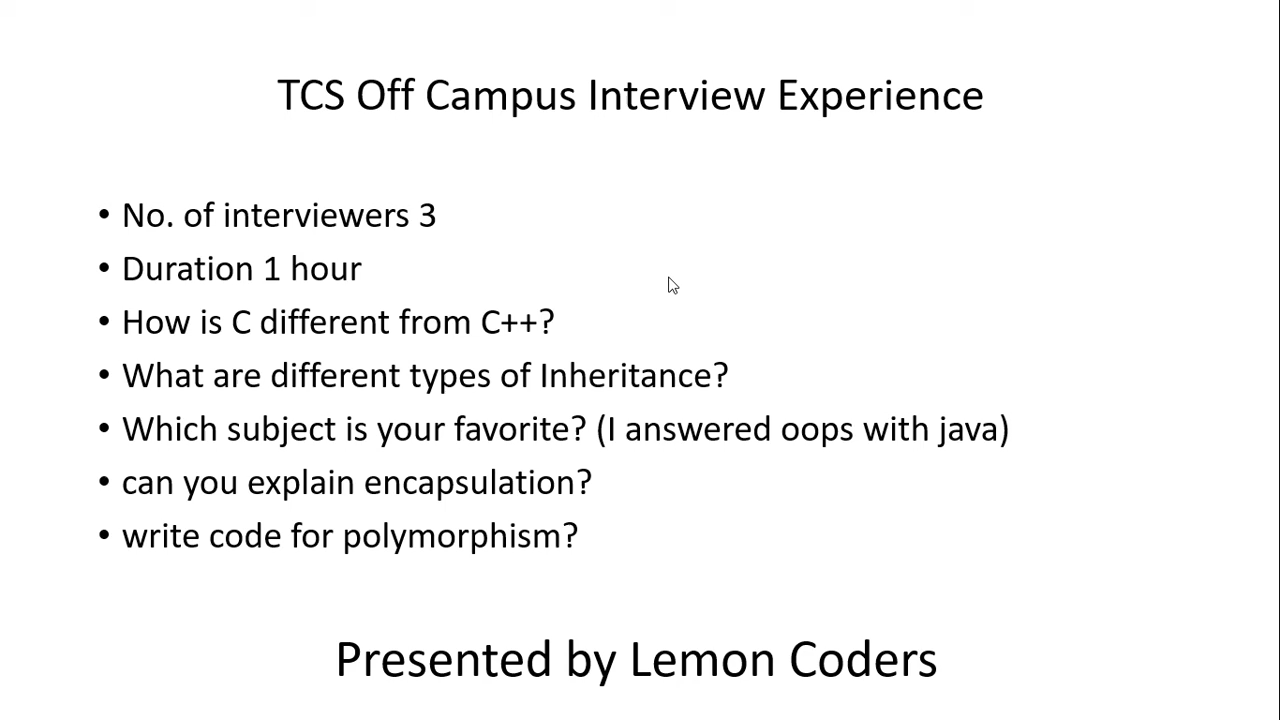 TCS Off Campus Interview Experience
• No. of interviewers 3
• Duration 1 hour
• How is C different from C++?
• What are different types of Inheritance?
• Which subject is your favorite? (I answered oops with java)
• can you explain encapsulation?
• write code for polymorphism?
Presented by Lemon Coders